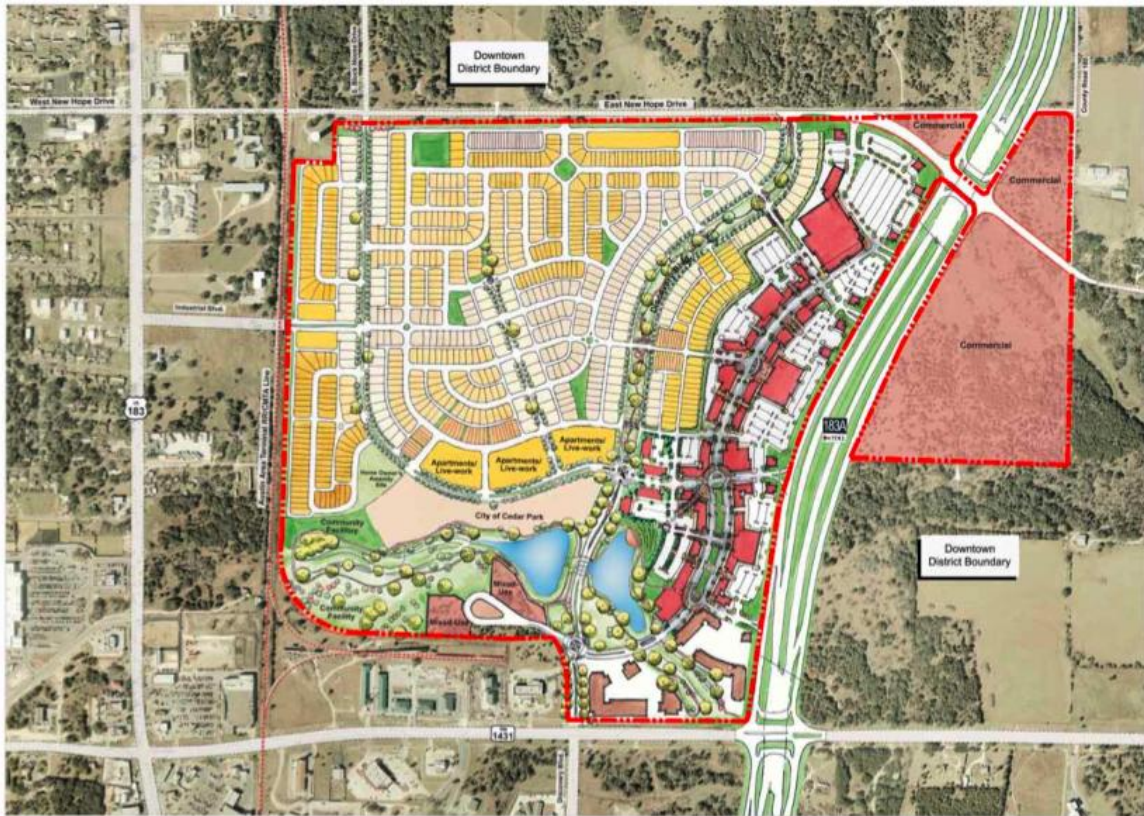 Downtown
District Boundary
West New Hope Drive
East New Hope Drive
Commercial
Commercial
Industrial Blvd.
Commercial
183
183A
Apartments/
Live-work
Apartments/
Live-work
Apartments/
Live-work
City of Cedar Park
Community
Facility
Mixed-
Use
Community
Facility
Mixed-Use
Downtown
District Boundary
1431